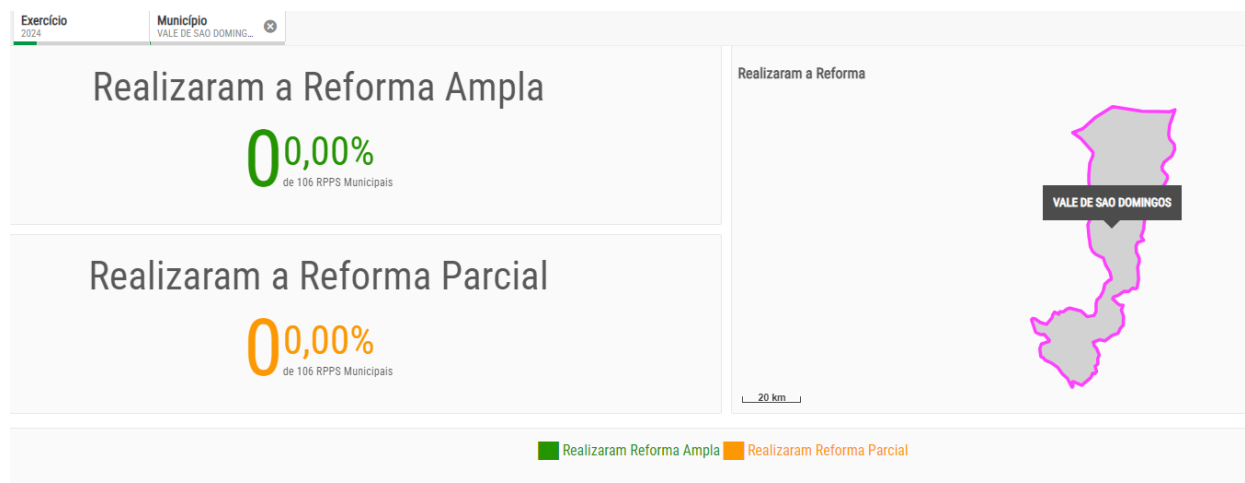 Exercício
2024
Município
VALE DE SAO DOMING...
Realizaram a Reforma Ampla
0 0,00%
de 106 RPPS Municipais
Realizaram a Reforma Parcial
0 0,00%
de 106 RPPS Municipais
Realizaram a Reforma
VALE DE SAO DOMINGOS
20 km
Realizaram Reforma Ampla Realizaram Reforma Parcial